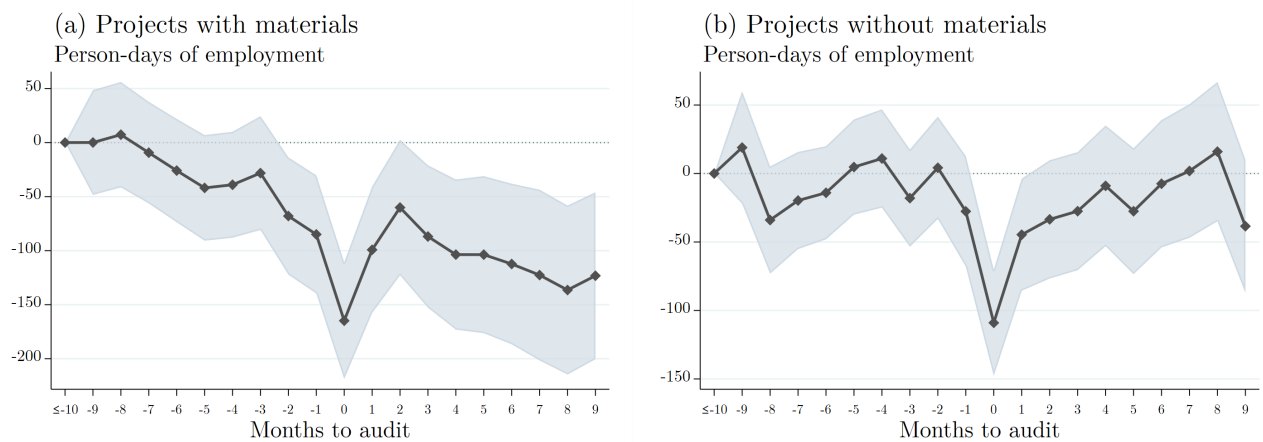 (a) Projects with materials
Person-days of employment
50
0
-50
-100
-150
-200
≤-10 -9 -8 -7 -6 -5 -4 -3 -2 -1 0 1 2 3 4 5 6 7 8 9
Months to audit
(b) Projects without materials
Person-days of employment
50
0
-50
-100
-150
≤-10 -9 -8 -7 -6 -5 -4 -3 -2 -1 0 1 2 3 4 5 6 7 8 9
Months to audit